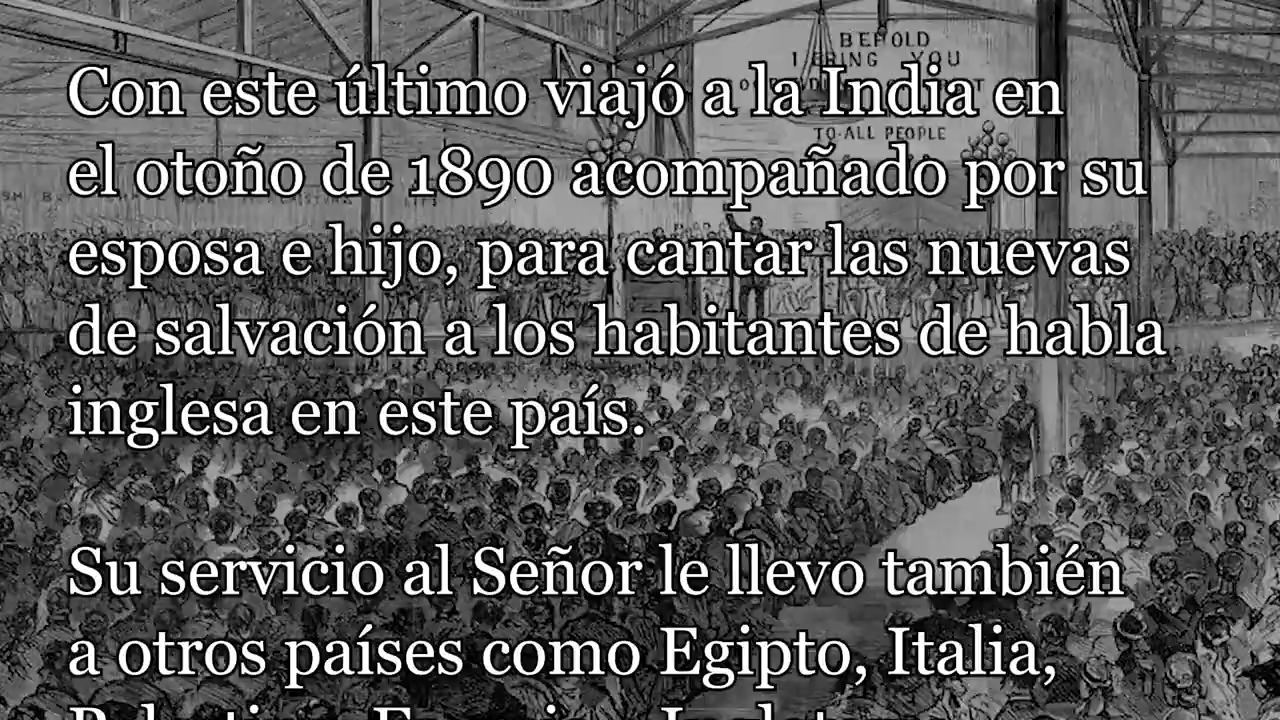 BEHOLD
I BRING YOU
TO ALL PEOPLE
Con este último viajó a la India en
el otoño de 1890 acompañado por su
esposa e hijo, para cantar las nuevas
de salvación a los habitantes de habla
inglesa en este país.
Su servicio al Señor le llevo también
a otros países como Egipto, Italia,